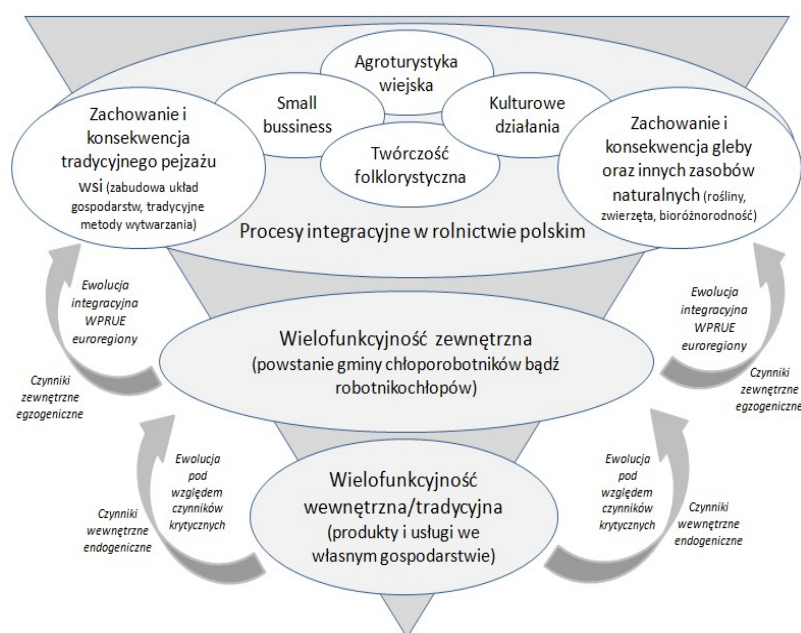 Agroturystyka
wiejska
Small
bussiness
Kulturowe
działania
Twórczość
folklorystyczna
Zachowanie i
konsekwencja
tradycyjnego pejzażu
wsi (zabudowa układ
gospodarstw, tradycyjne
metody wytwarzania)
Zachowanie i
konsekwencja gleby
oraz innych zasobów
naturalnych (rośliny,
zwierzęta, bioróżnorodność)
Procesy integracyjne w rolnictwie polskim
Ewolucja
integracyjna
WPRUE
euroregiony
Czynniki
zewnętrzne
egzogeniczne
Wielofunkcyjność zewnętrzna
(powstanie gminy chłoporobotników bądź
robotnikochłopów)
Ewolucja
integracyjna
WPRUE
euroregiony
Czynniki
zewnętrzne
egzogeniczne
Ewolucja
pod
względem
czynników
krytycznych
Czynniki
wewnętrzne
endogeniczne
Wielofunkcyjność
wewnętrzna/tradycyjna
(produkty i usługi we
własnym gospodarstwie)
Ewolucja
pod
względem
czynników
krytycznych
Czynniki
wewnętrzne
endogeniczne